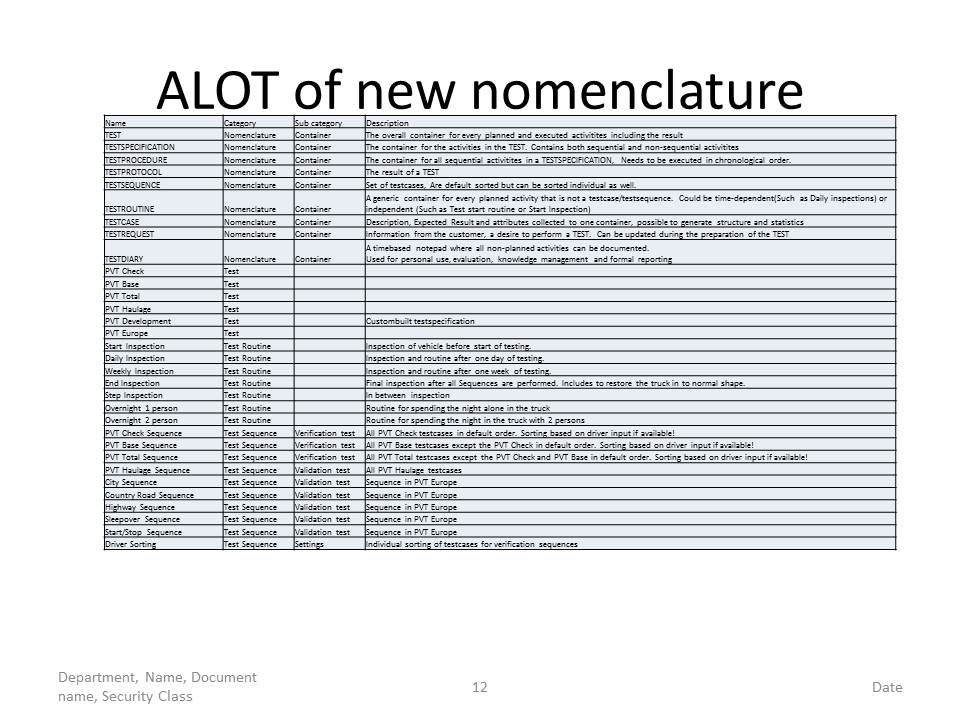 ALOT of new nomenclature
Name Category Sub category Description
TEST Nomenclature Container The overall container for every planned and executed activitites including the result
TESTSPECIFICATION Nomenclature Container The container for the activities in the TEST. Contains both sequential and non-sequential activitites
TESTPROCEDURE Nomenclature Container The container for all sequential activitites in a TESTSPECIFICATION, Needs to be executed in chronological order.
TESTPROTOCOL Nomenclature Container The result of a TEST
TESTSEQUENCE Nomenclature Container Set of testcases, Are default sorted but can be sorted individual as well.
A generic container for every planned activity that is not a testcase/testsequence. Could be time-dependent(Such as Daily inspections) or
TESTROUTINE Nomenclature Container independent (Such as Test start routine or Start Inspection)
TESTCASE Nomenclature Container Description, Expected Result and attributes collected to one container, possible to generate structure and statistics
TESTREQUEST Nomenclature Container Information from the customer, a desire to perform a TEST. Can be updated during the preparation of the TEST
A timebased notepad where all non-planned activities can be documented.
TESTDIARY Nomenclature Container Used for personal use, evaluation, knowledge management and formal reporting
PVT Check Test
PVT Base Test
PVT Total Test
PVT Haulage Test
PVT Development Test Custombuilt testspecification
PVT Europe Test
Start Inspection Test Routine Inspection of vehicle before start of testing.
Daily Inspection Test Routine Inspection and routine after one day of testing.
Weekly Inspection Test Routine Inspection and routine after one week of testing.
End Inspection Test Routine Final inspection after all Sequences are performed. Includes to restore the truck in to normal shape.
Step Inspection Test Routine In between inspection
Overnight 1 person Test Routine Routine for spending the night alone in the truck
Overnight 2 person Test Routine Routine for spending the night in the truck with 2 persons
PVT Check Sequence Test Sequence Verification test All PVT Check testcases in default order. Sorting based on driver input if available!
PVT Base Sequence Test Sequence Verification test All PVT Base testcases except the PVT Check in default order. Sorting based on driver input if available!
PVT Total Sequence Test Sequence Verification test All PVT Total testcases except the PVT Check and PVT Base in default order. Sorting based on driver input if available!
PVT Haulage Sequence Test Sequence Validation test All PVT Haulage testcases
City Sequence Test Sequence Validation test Sequence in PVT Europe
Country Road Sequence Test Sequence Validation test Sequence in PVT Europe
Highway Sequence Test Sequence Validation test Sequence in PVT Europe
Sleepover Sequence Test Sequence Validation test Sequence in PVT Europe
Start/Stop Sequence Test Sequence Validation test Sequence in PVT Europe
Driver Sorting Test Sequence Settings Individual sorting of testcases for verification sequences
Department, Name, Document
name, Security Class
12
Date